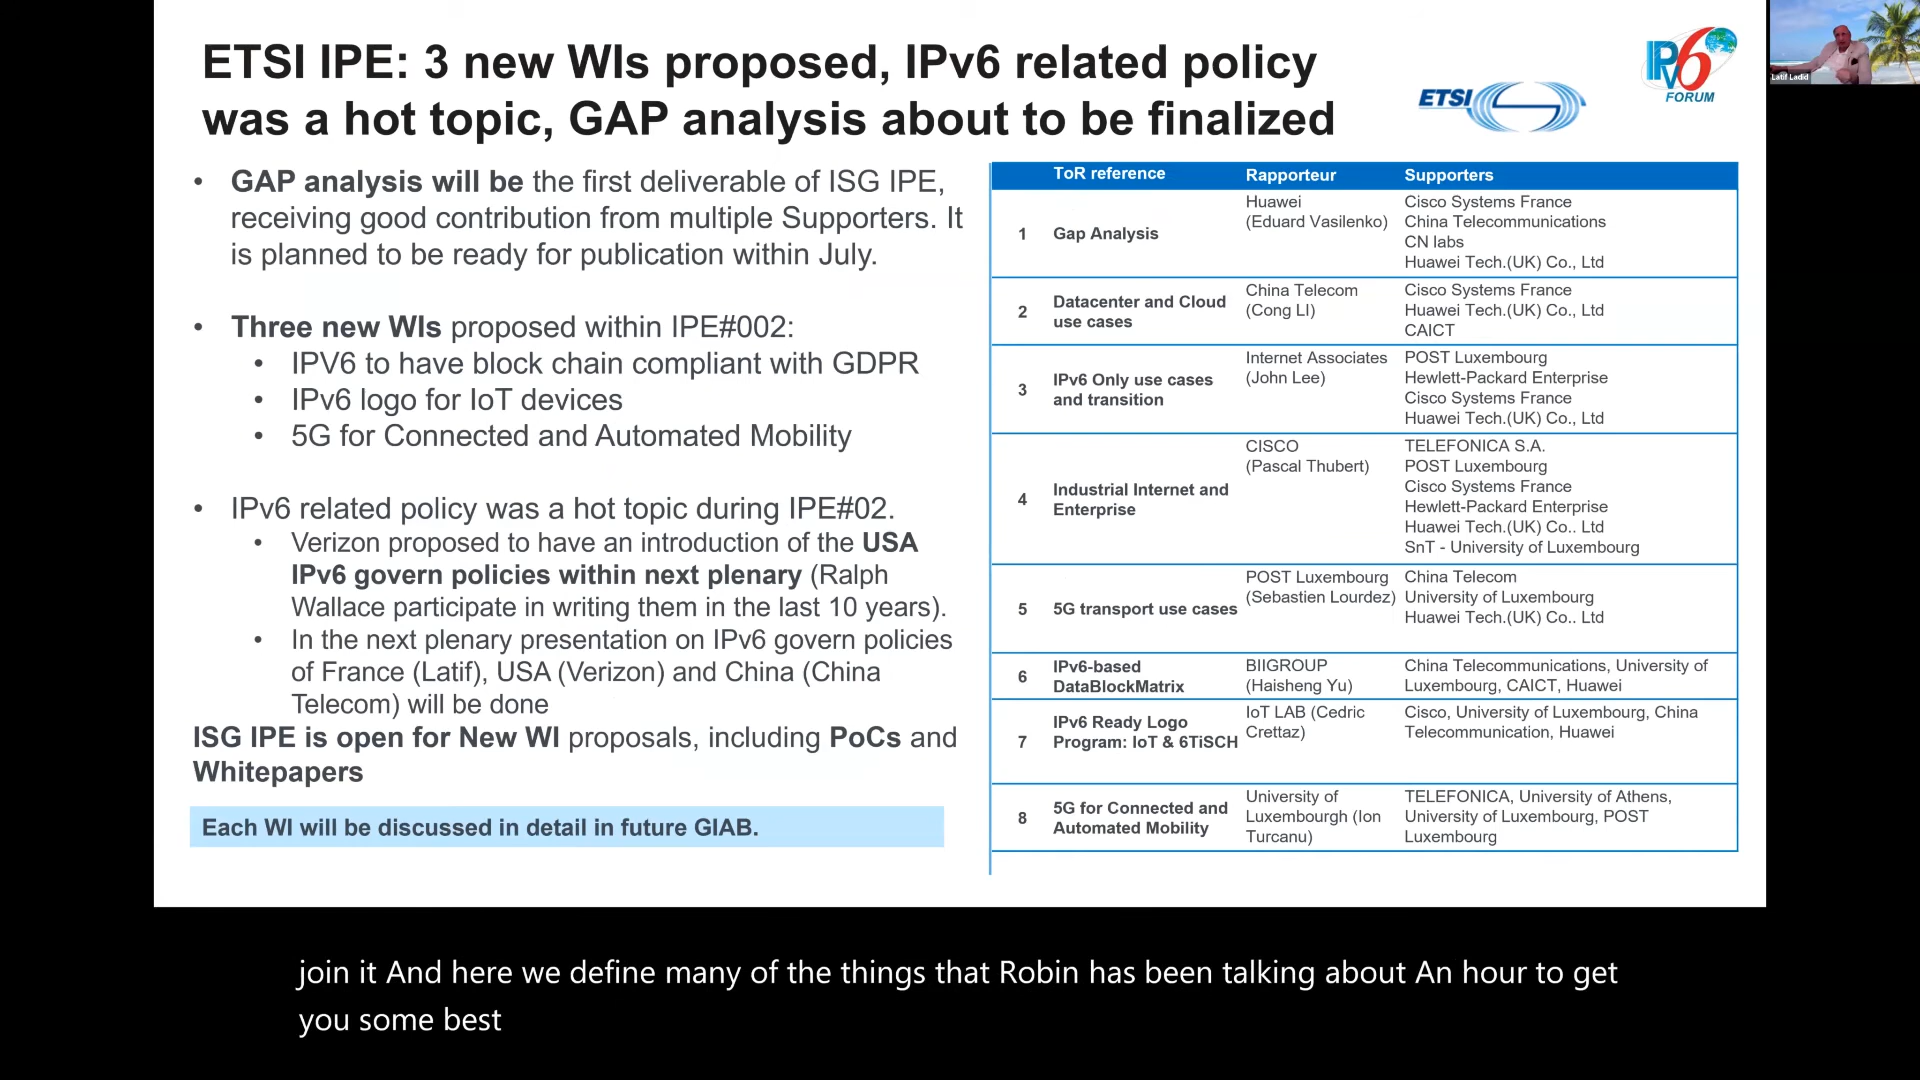 ETSI IPE: 3 new WIs proposed, IPv6 related policy
was a hot topic, GAP analysis about to be finalized
ETSI
IPv6
FORUM
Latif Ladid
• GAP analysis will be the first deliverable of ISG IPE,
receiving good contribution from multiple Supporters. It
is planned to be ready for publication within July.
• Three new WIs proposed within IPE#002:
• IPV6 to have block chain compliant with GDPR
• IPv6 logo for IoT devices
• 5G for Connected and Automated Mobility
• IPv6 related policy was a hot topic during IPE#02.
• Verizon proposed to have an introduction of the USA
IPv6 govern policies within next plenary (Ralph
Wallace participate in writing them in the last 10 years).
• In the next plenary presentation on IPv6 govern policies
of France (Latif), USA (Verizon) and China (China
Telecom) will be done
ISG IPE is open for New WI proposals, including PoCs and
Whitepapers
Each WI will be discussed in detail in future GIAB.
ToR reference Rapporteur Supporters
1 Gap Analysis
Huawei
(Eduard Vasilenko)
Cisco Systems France
China Telecommunications
CN labs
Huawei Tech.(UK) Co., Ltd
2 Datacenter and Cloud
use cases
China Telecom
(Cong LI)
Cisco Systems France
Huawei Tech.(UK) Co., Ltd
CAICT
3 IPv6 Only use cases
and transition
Internet Associates
(John Lee)
POST Luxembourg
Hewlett-Packard Enterprise
Cisco Systems France
Huawei Tech.(UK) Co., Ltd
4 Industrial Internet and
Enterprise
CISCO
(Pascal Thubert)
TELEFONICA S.A.
POST Luxembourg
Cisco Systems France
Hewlett-Packard Enterprise
Huawei Tech.(UK) Co.. Ltd
SnT - University of Luxembourg
5 5G transport use cases
POST Luxembourg
(Sebastien Lourdez)
China Telecom
University of Luxembourg
Huawei Tech.(UK) Co.. Ltd
6 IPv6-based
DataBlockMatrix
BIIGROUP
(Haisheng Yu)
China Telecommunications, University of
Luxembourg, CAICT, Huawei
7 IPv6 Ready Logo
Program: IoT & 6TiSCH
IoT LAB (Cedric
Crettaz)
Cisco, University of Luxembourg, China
Telecommunication, Huawei
8 5G for Connected and
Automated Mobility
University of
Luxembourgh (Ion
Turcanu)
TELEFONICA, University of Athens,
University of Luxembourg, POST
Luxembourg
join it And here we define many of the things that Robin has been talking about An hour to get
you some best